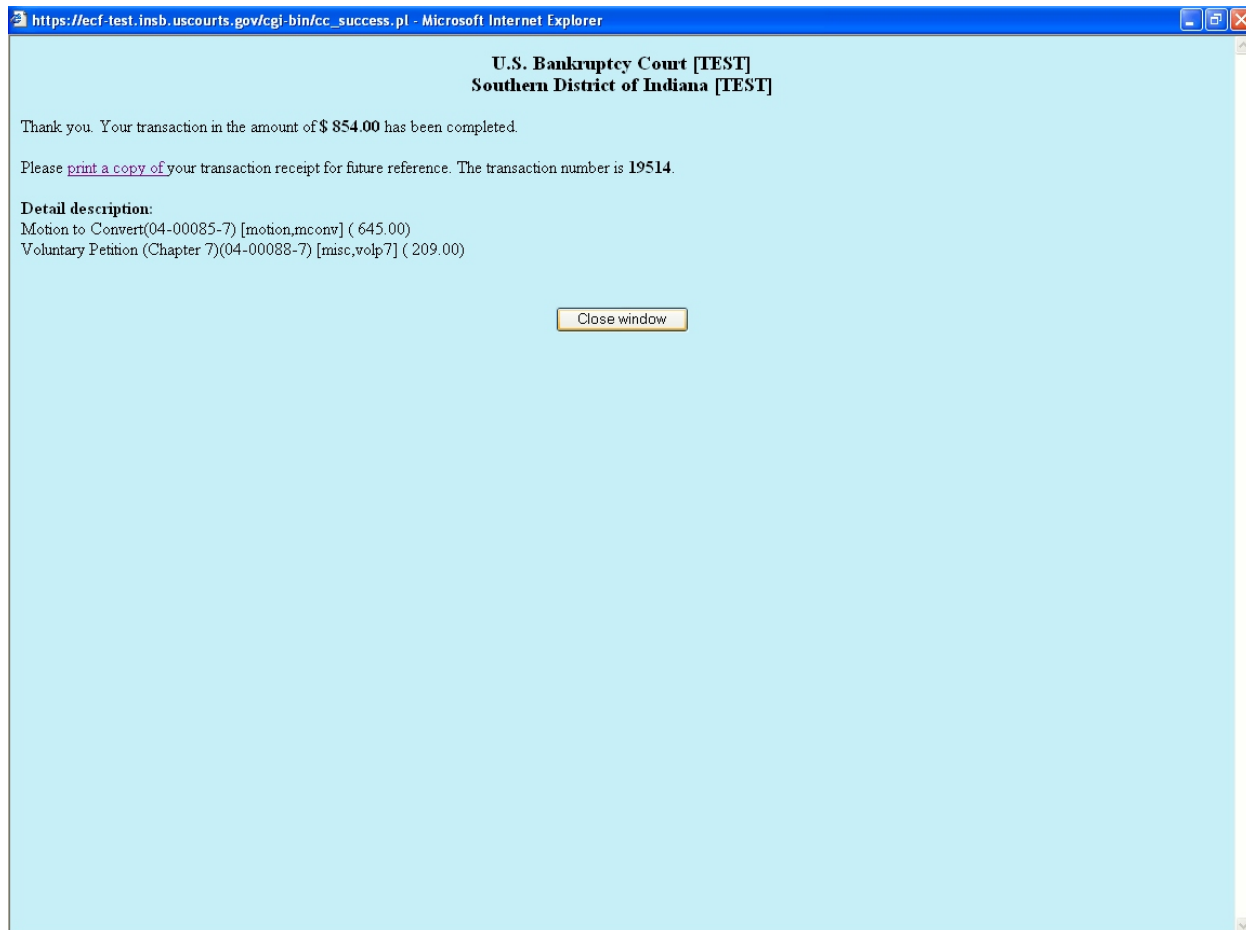 https://ecf-test.insb.uscourts.gov/cgi-bin/cc_success.pl - Microsoft Internet Explorer
U.S. Bankruptcy Court [TEST]
Southern District of Indiana [TEST]
Thank you. Your transaction in the amount of $ 854.00 has been completed.
Please print a copy of your transaction receipt for future reference. The transaction number is 19514.
Detail description:
Motion to Convert(04-00085-7) [motion,mconv] ( 645.00)
Voluntary Petition (Chapter 7)(04-00088-7) [misc,volp7] ( 209.00)
Close window